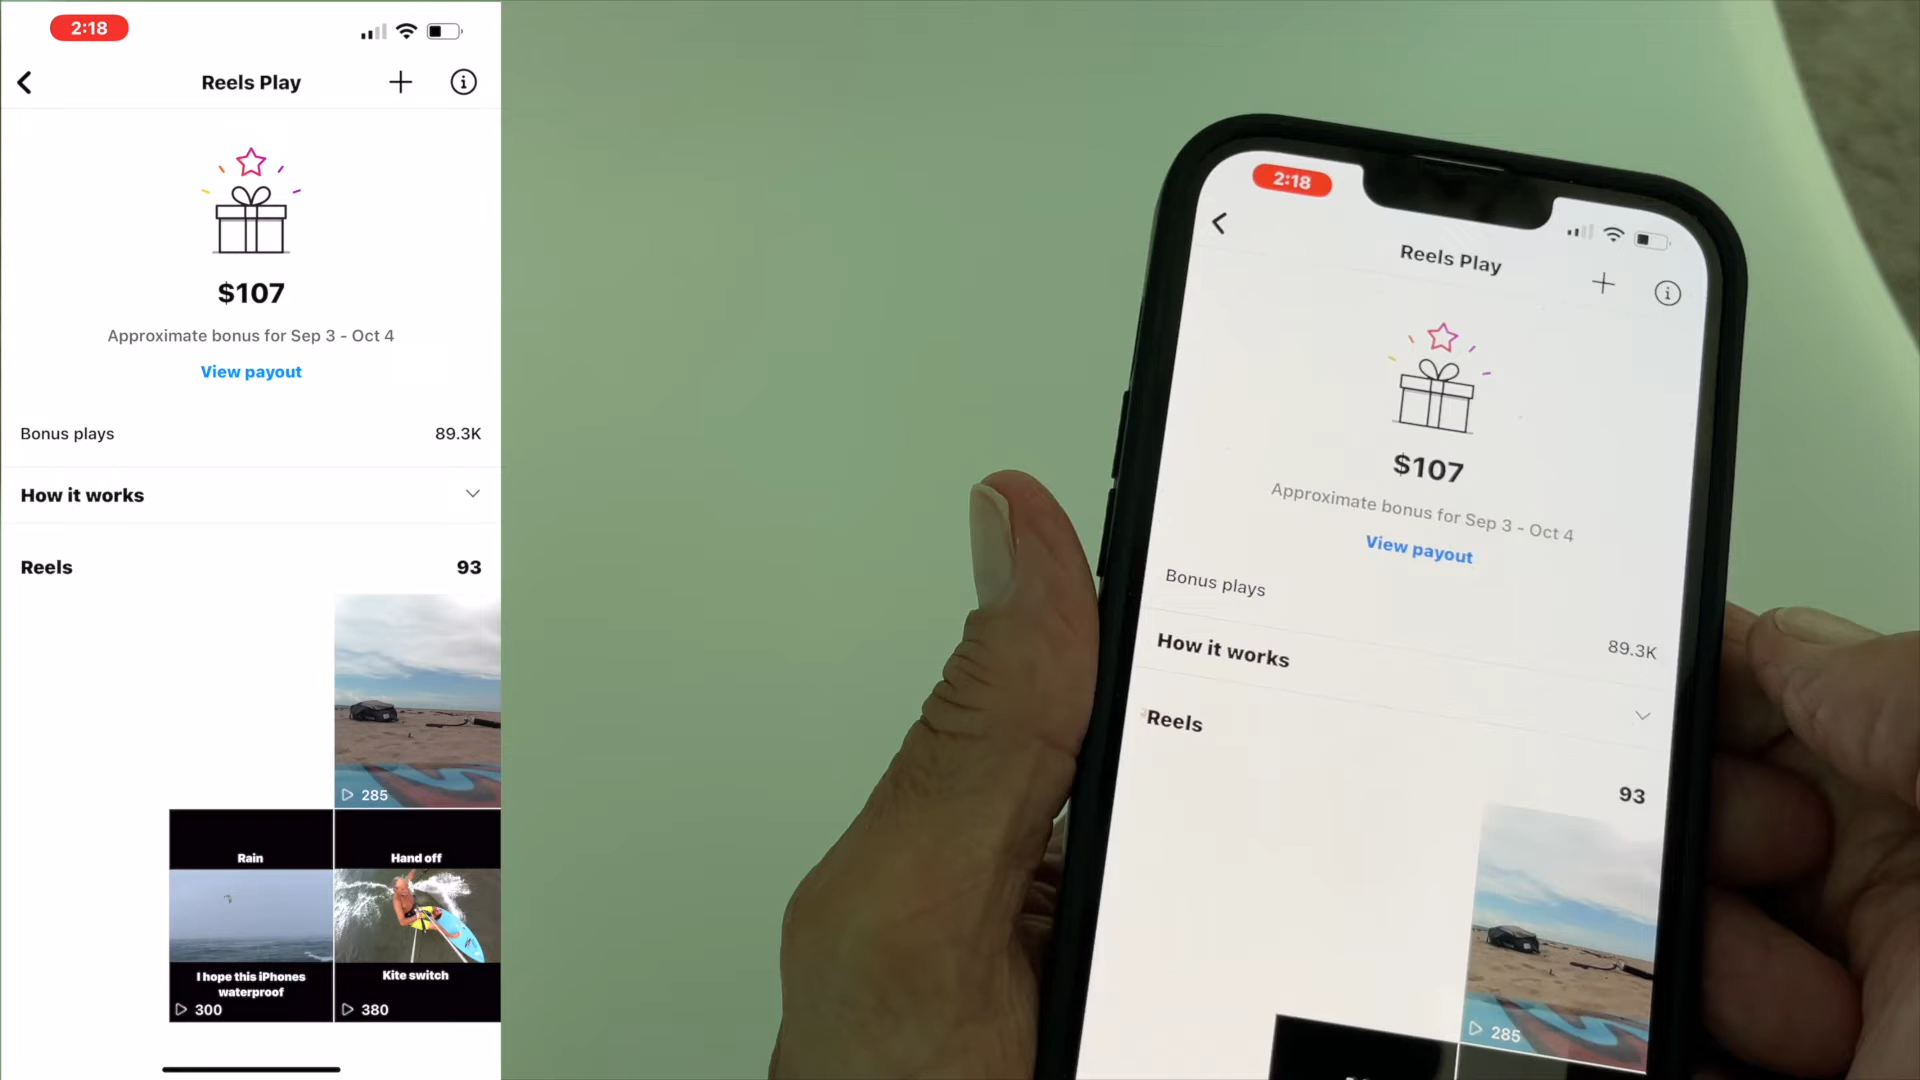 2:18
Reels Play
$107
Approximate bonus for Sep 3 - Oct 4
View payout
Bonus plays 89.3K
How it works
Reels 93
285
Rain
I hope this iPhones
waterproof
300
Hand off
Kite switch
380
2:18
Reels Play
$107
Approximate bonus for Sep 3 - Oct 4
View payout
Bonus plays
89.3K
How it works
Reels
93
285